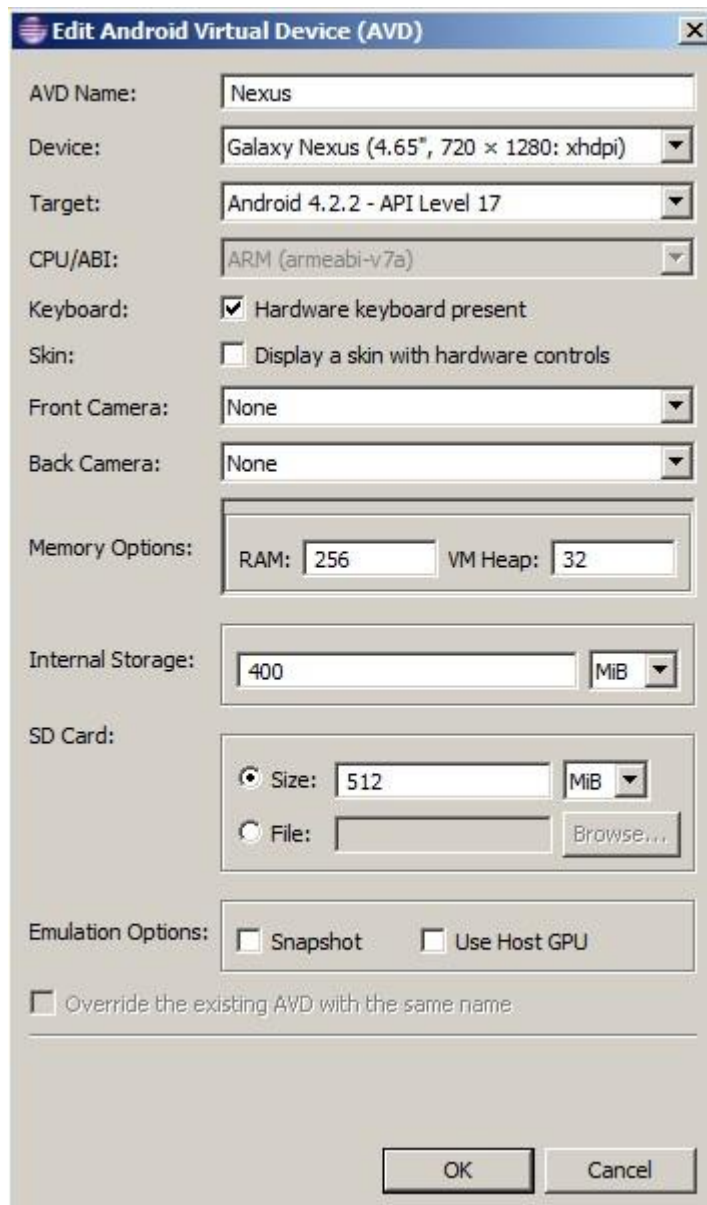 Edit Android Virtual Device (AVD)
AVD Name: Nexus
Device: Galaxy Nexus (4.65", 720 × 1280: xhdpi)
Target: Android 4.2.2 - API Level 17
CPU/ABI: ARM (armeabi-v7a)
Keyboard: Hardware keyboard present
Skin: Display a skin with hardware controls
Front Camera: None
Back Camera: None
Memory Options: RAM: 256 VM Heap: 32
Internal Storage: 400 MiB
SD Card:
Size: 512 MiB
File: Browse...
Emulation Options: Snapshot Use Host GPU
Override the existing AVD with the same name
OK Cancel